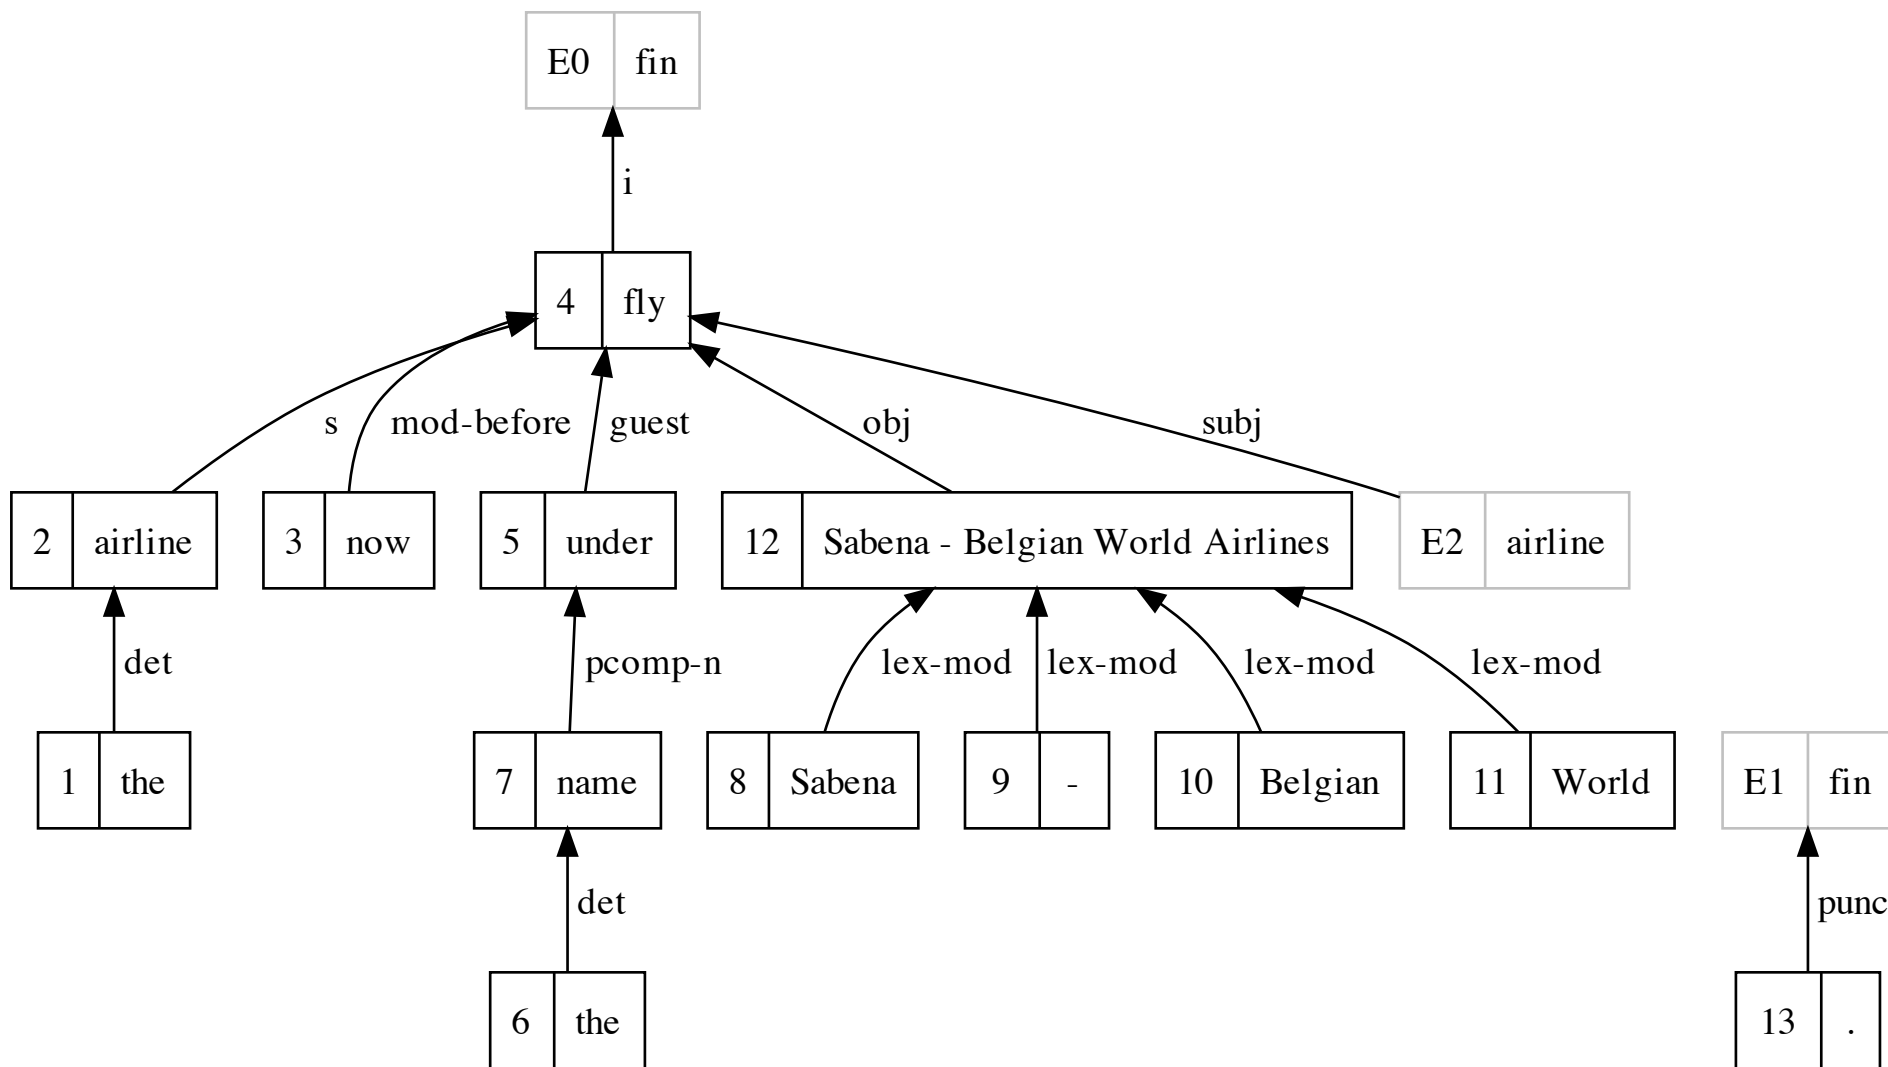 E0 fin
i
4 fly
s mod-before guest obj subj
2 airline 3 now 5 under 12 Sabena - Belgian World Airlines E2 airline
det pcomp-n lex-mod lex-mod lex-mod lex-mod
1 the 7 name 8 Sabena 9 - 10 Belgian 11 World E1 fin
det punc
6 the 13 .